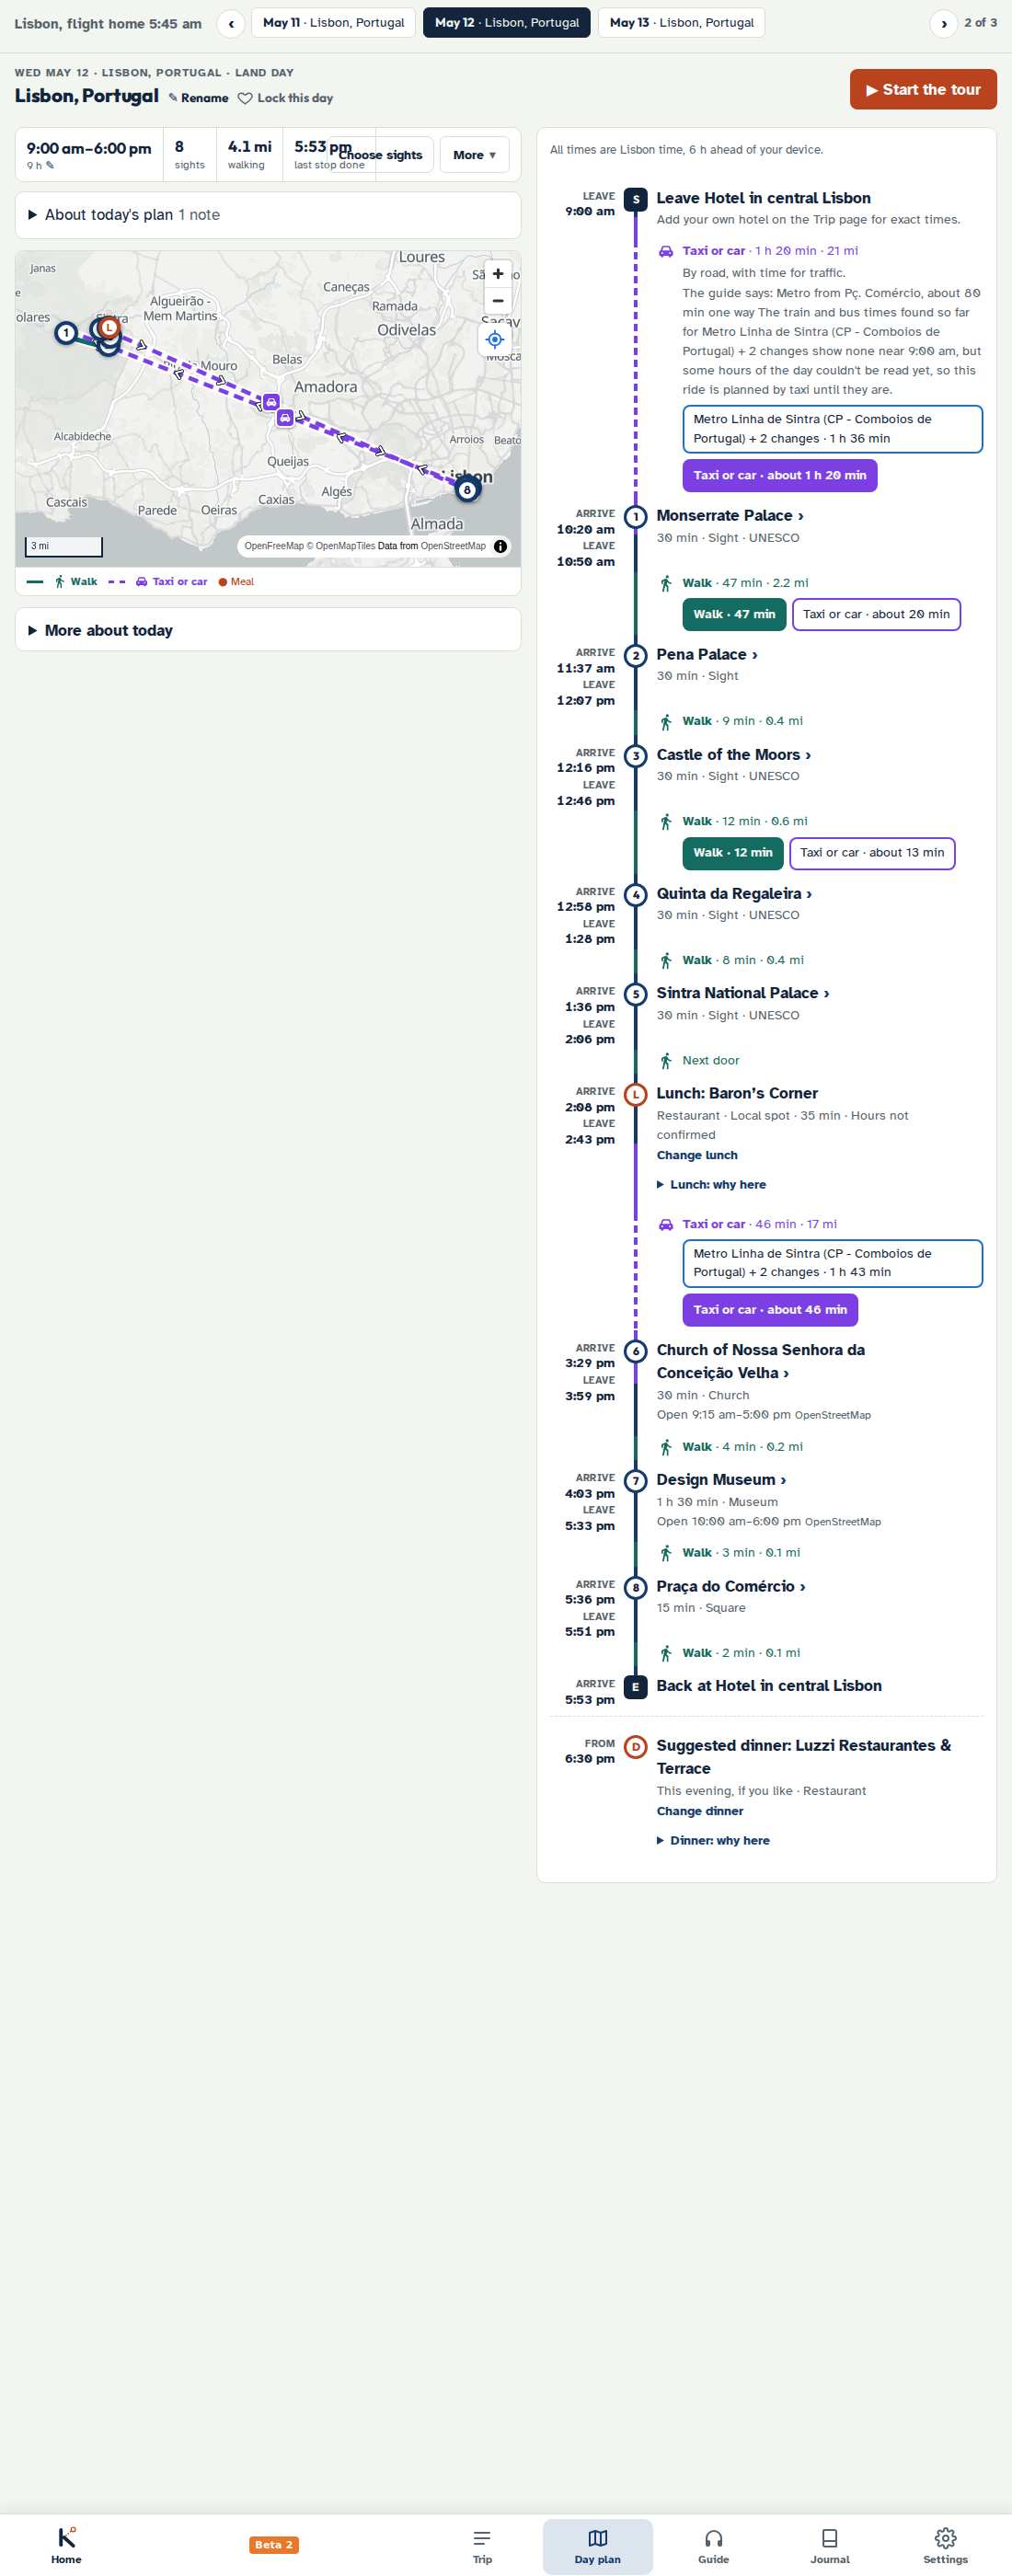 Lisbon, flight home 5:45 am
‹
May 11 · Lisbon, Portugal
May 12 · Lisbon, Portugal
May 13 · Lisbon, Portugal
›
2 of 3
WED MAY 12 · LISBON, PORTUGAL · LAND DAY
Lisbon, Portugal ✎ Rename Lock this day
▶ Start the tour
9:00 am–6:00 pm
9 h ✎
8
sights
4.1 mi
walking
5:53 pm
last stop done
Choose sights
More ▾
▶ About today's plan 1 note
Janas
Loures
Caneças
Algueirão -
Mem Martins
Ramada
Odivelas
olares
Mouro
Belas
Amadora
Alcabideche
Queijas
Arroios
Beato
Cascais
Parede
Oeiras
Caxias
Algés
Almada
1
L
8
+
−
3 mi
OpenFreeMap © OpenMapTiles Data from OpenStreetMap
Walk Taxi or car Meal
▶ More about today
All times are Lisbon time, 6 h ahead of your device.
LEAVE
9:00 am
S
Leave Hotel in central Lisbon
Add your own hotel on the Trip page for exact times.
Taxi or car · 1 h 20 min · 21 mi
By road, with time for traffic.
The guide says: Metro from Pç. Comércio, about 80
min one way The train and bus times found so far
for Metro Linha de Sintra (CP - Comboios de
Portugal) + 2 changes show none near 9:00 am, but
some hours of the day couldn't be read yet, so this
ride is planned by taxi until they are.
Metro Linha de Sintra (CP - Comboios de
Portugal) + 2 changes · 1 h 36 min
Taxi or car · about 1 h 20 min
ARRIVE
10:20 am
LEAVE
10:50 am
1
Monserrate Palace ›
30 min · Sight · UNESCO
Walk · 47 min · 2.2 mi
Walk · 47 min
Taxi or car · about 20 min
ARRIVE
11:37 am
LEAVE
12:07 pm
2
Pena Palace ›
30 min · Sight
Walk · 9 min · 0.4 mi
ARRIVE
12:16 pm
LEAVE
12:46 pm
3
Castle of the Moors ›
30 min · Sight · UNESCO
Walk · 12 min · 0.6 mi
Walk · 12 min
Taxi or car · about 13 min
ARRIVE
12:58 pm
LEAVE
1:28 pm
4
Quinta da Regaleira ›
30 min · Sight · UNESCO
Walk · 8 min · 0.4 mi
ARRIVE
1:36 pm
LEAVE
2:06 pm
5
Sintra National Palace ›
30 min · Sight · UNESCO
Next door
ARRIVE
2:08 pm
LEAVE
2:43 pm
L
Lunch: Baron's Corner
Restaurant · Local spot · 35 min · Hours not
confirmed
Change lunch
▶ Lunch: why here
Taxi or car · 46 min · 17 mi
Metro Linha de Sintra (CP - Comboios de
Portugal) + 2 changes · 1 h 43 min
Taxi or car · about 46 min
ARRIVE
3:29 pm
LEAVE
3:59 pm
6
Church of Nossa Senhora da
Conceição Velha ›
30 min · Church
Open 9:15 am–5:00 pm OpenStreetMap
Walk · 4 min · 0.2 mi
ARRIVE
4:03 pm
LEAVE
5:33 pm
7
Design Museum ›
1 h 30 min · Museum
Open 10:00 am–6:00 pm OpenStreetMap
Walk · 3 min · 0.1 mi
ARRIVE
5:36 pm
LEAVE
5:51 pm
8
Praça do Comércio ›
15 min · Square
Walk · 2 min · 0.1 mi
ARRIVE
5:53 pm
E
Back at Hotel in central Lisbon
FROM
6:30 pm
D
Suggested dinner: Luzzi Restaurantes &
Terrace
This evening, if you like · Restaurant
Change dinner
▶ Dinner: why here
Home
Beta 2
Trip
Day plan
Guide
Journal
Settings